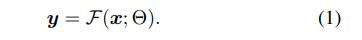 y = F(x; Θ). (1)